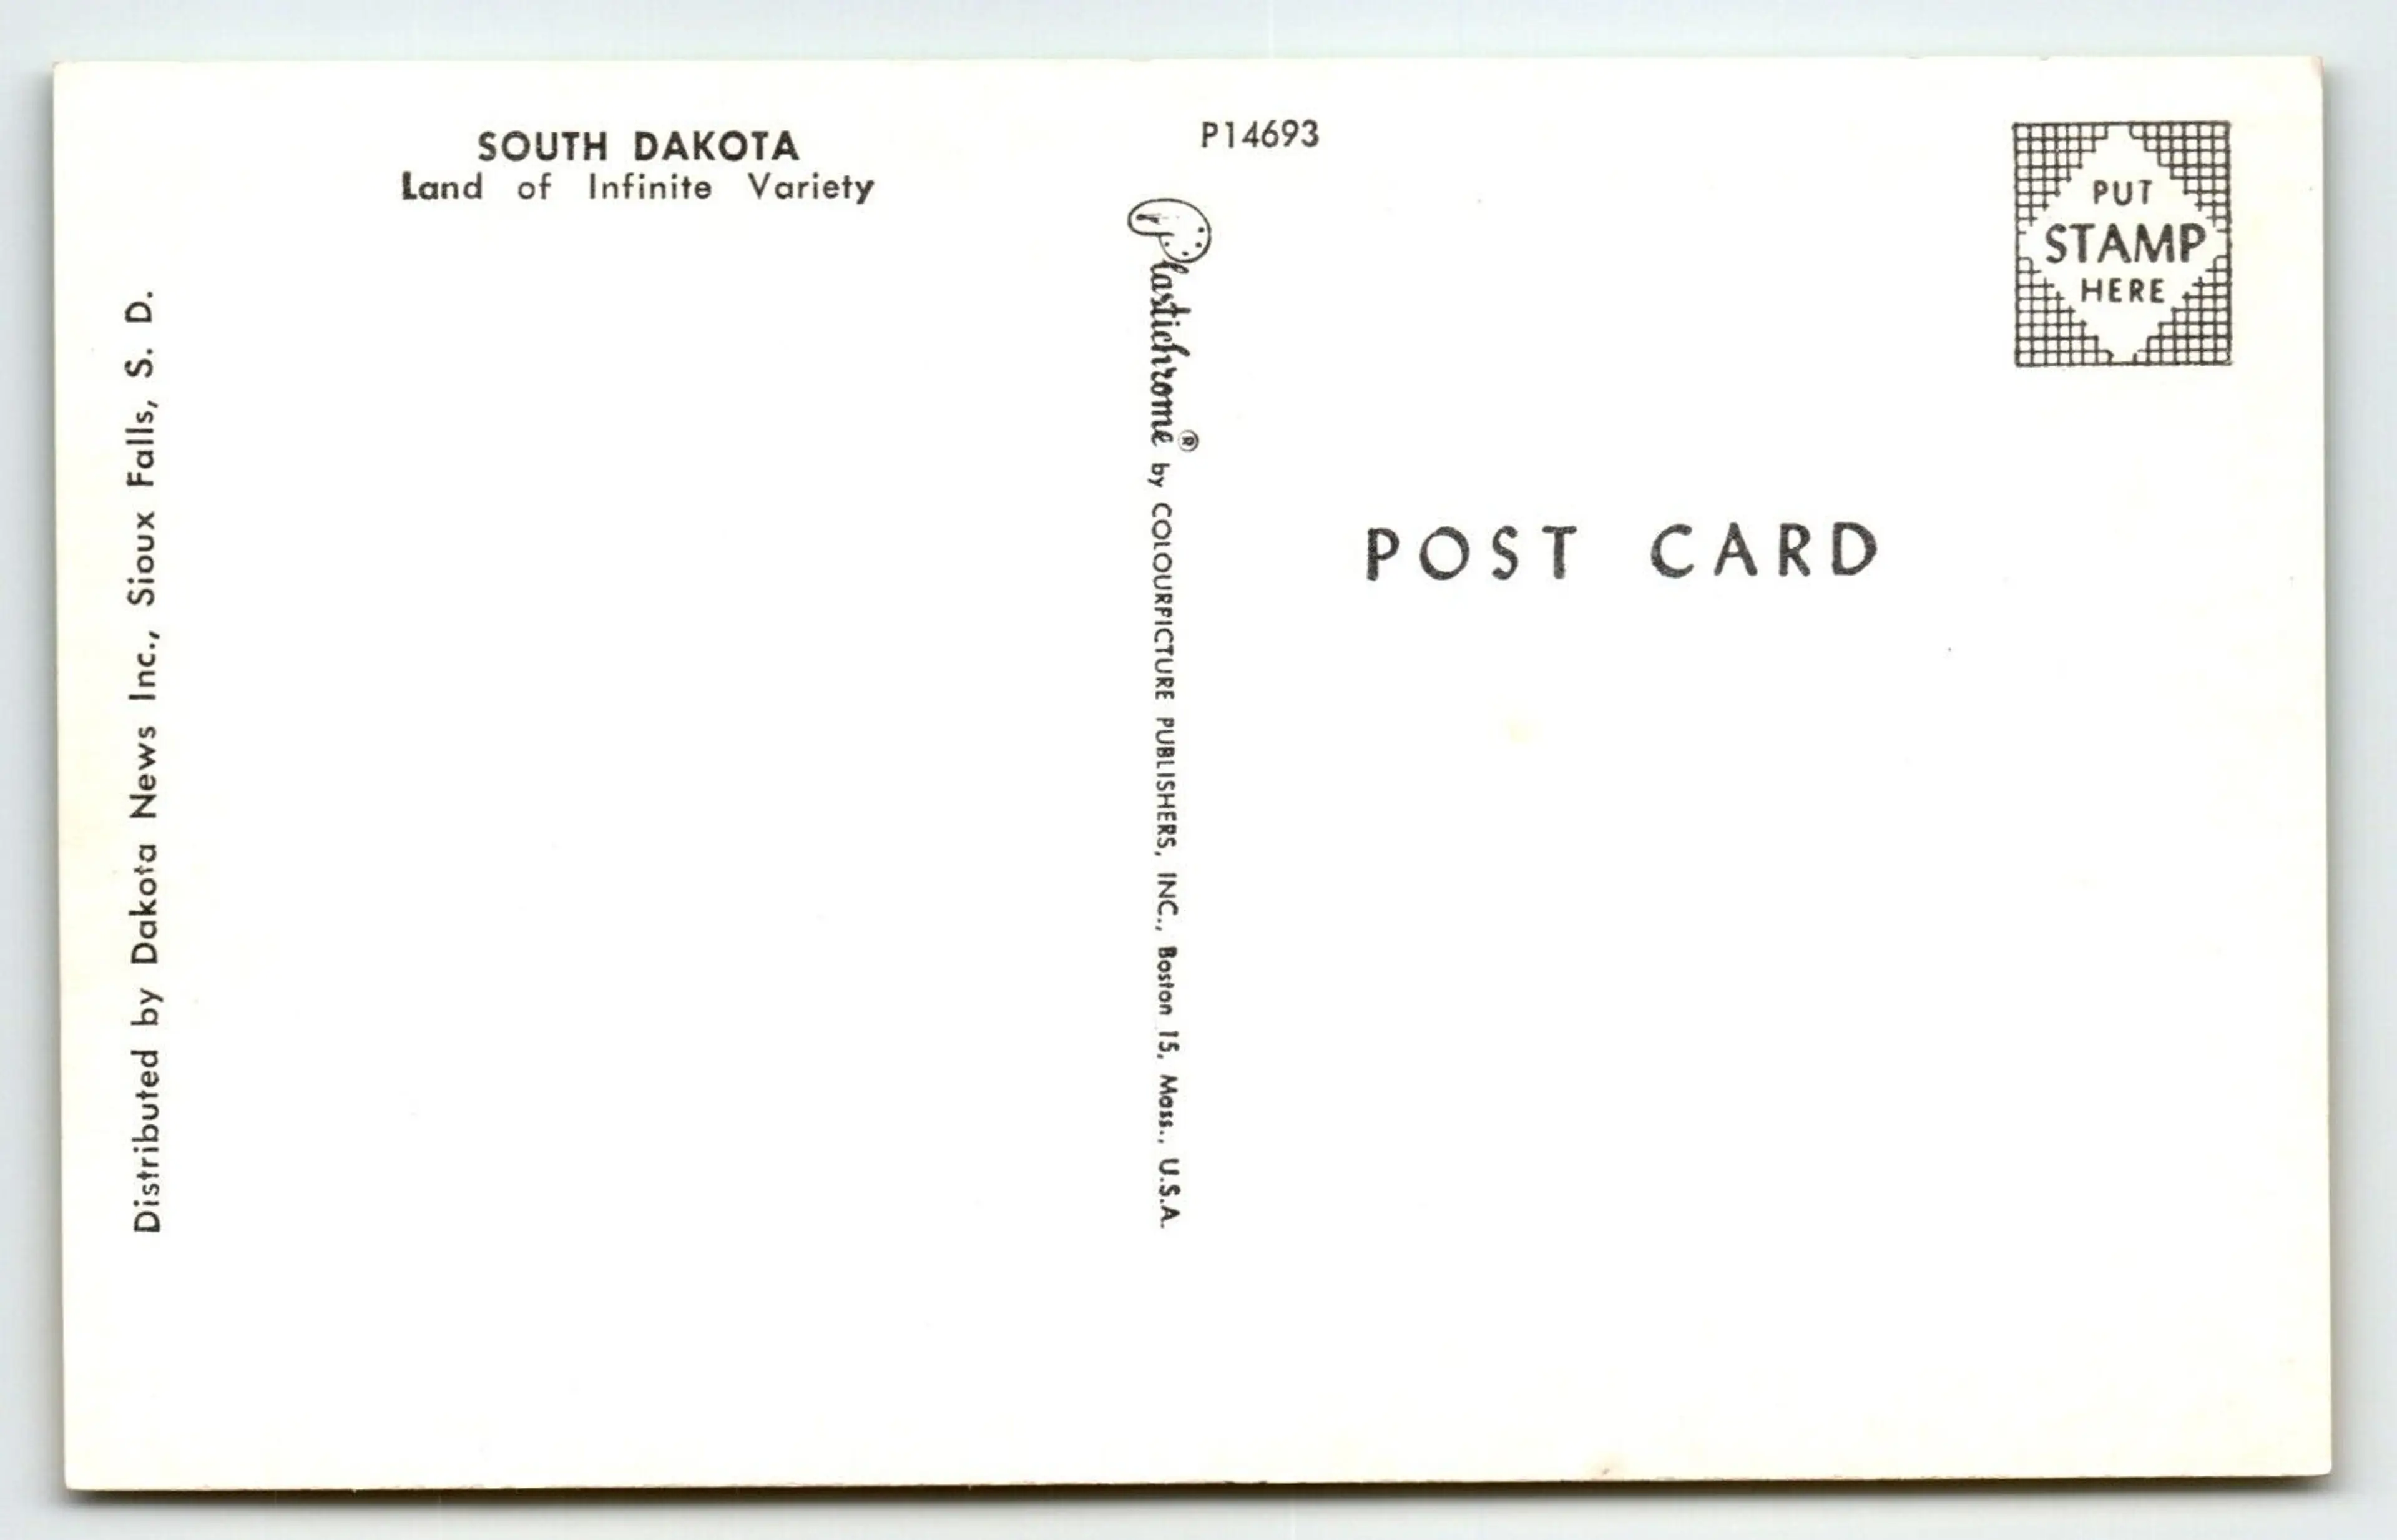 SOUTH DAKOTA
Land of Infinite Variety
P14693
PUT
STAMP
HERE
Distributed by Dakota News Inc., Sioux Falls, S. D.
Plastichrome® by COLOURPICTURE PUBLISHERS, INC., Boston 15, Mass., U.S.A.
POST CARD